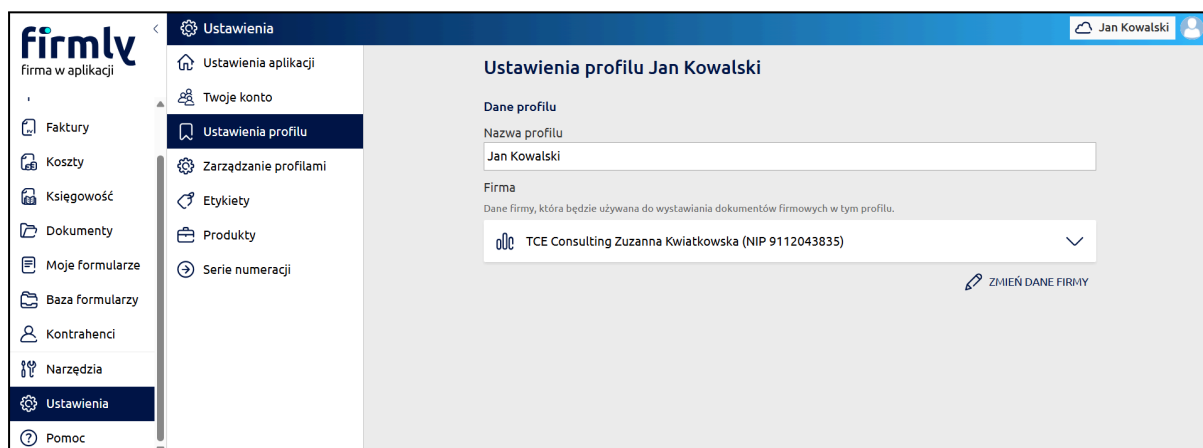 firmly
firma w aplikacji
Faktury
Koszty
Księgowość
Dokumenty
Moje formularze
Baza formularzy
Kontrahenci
Narzędzia
Ustawienia
Pomoc
Ustawienia
Ustawienia aplikacji
Twoje konto
Ustawienia profilu
Zarządzanie profilami
Etykiety
Produkty
Serie numeracji
Jan Kowalski
Ustawienia profilu Jan Kowalski
Dane profilu
Nazwa profilu
Jan Kowalski
Firma
Dane firmy, która będzie używana do wystawiania dokumentów firmowych w tym profilu.
TCE Consulting Zuzanna Kwiatkowska (NIP 9112043835)
ZMIEŃ DANE FIRMY